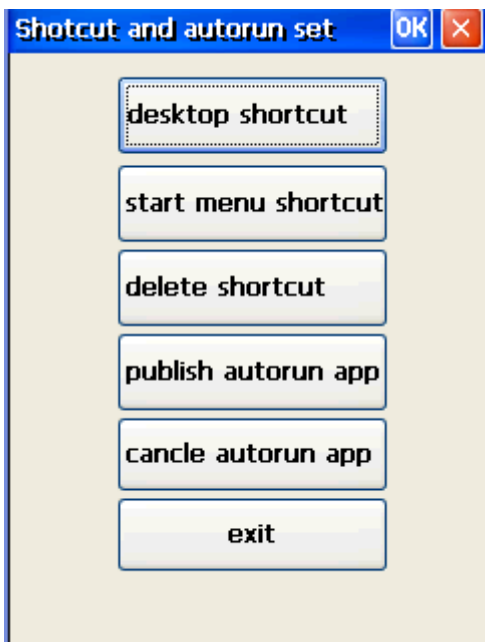 Shotcut and autorun set OK
desktop shortcut
start menu shortcut
delete shortcut
publish autorun app
cancle autorun app
exit